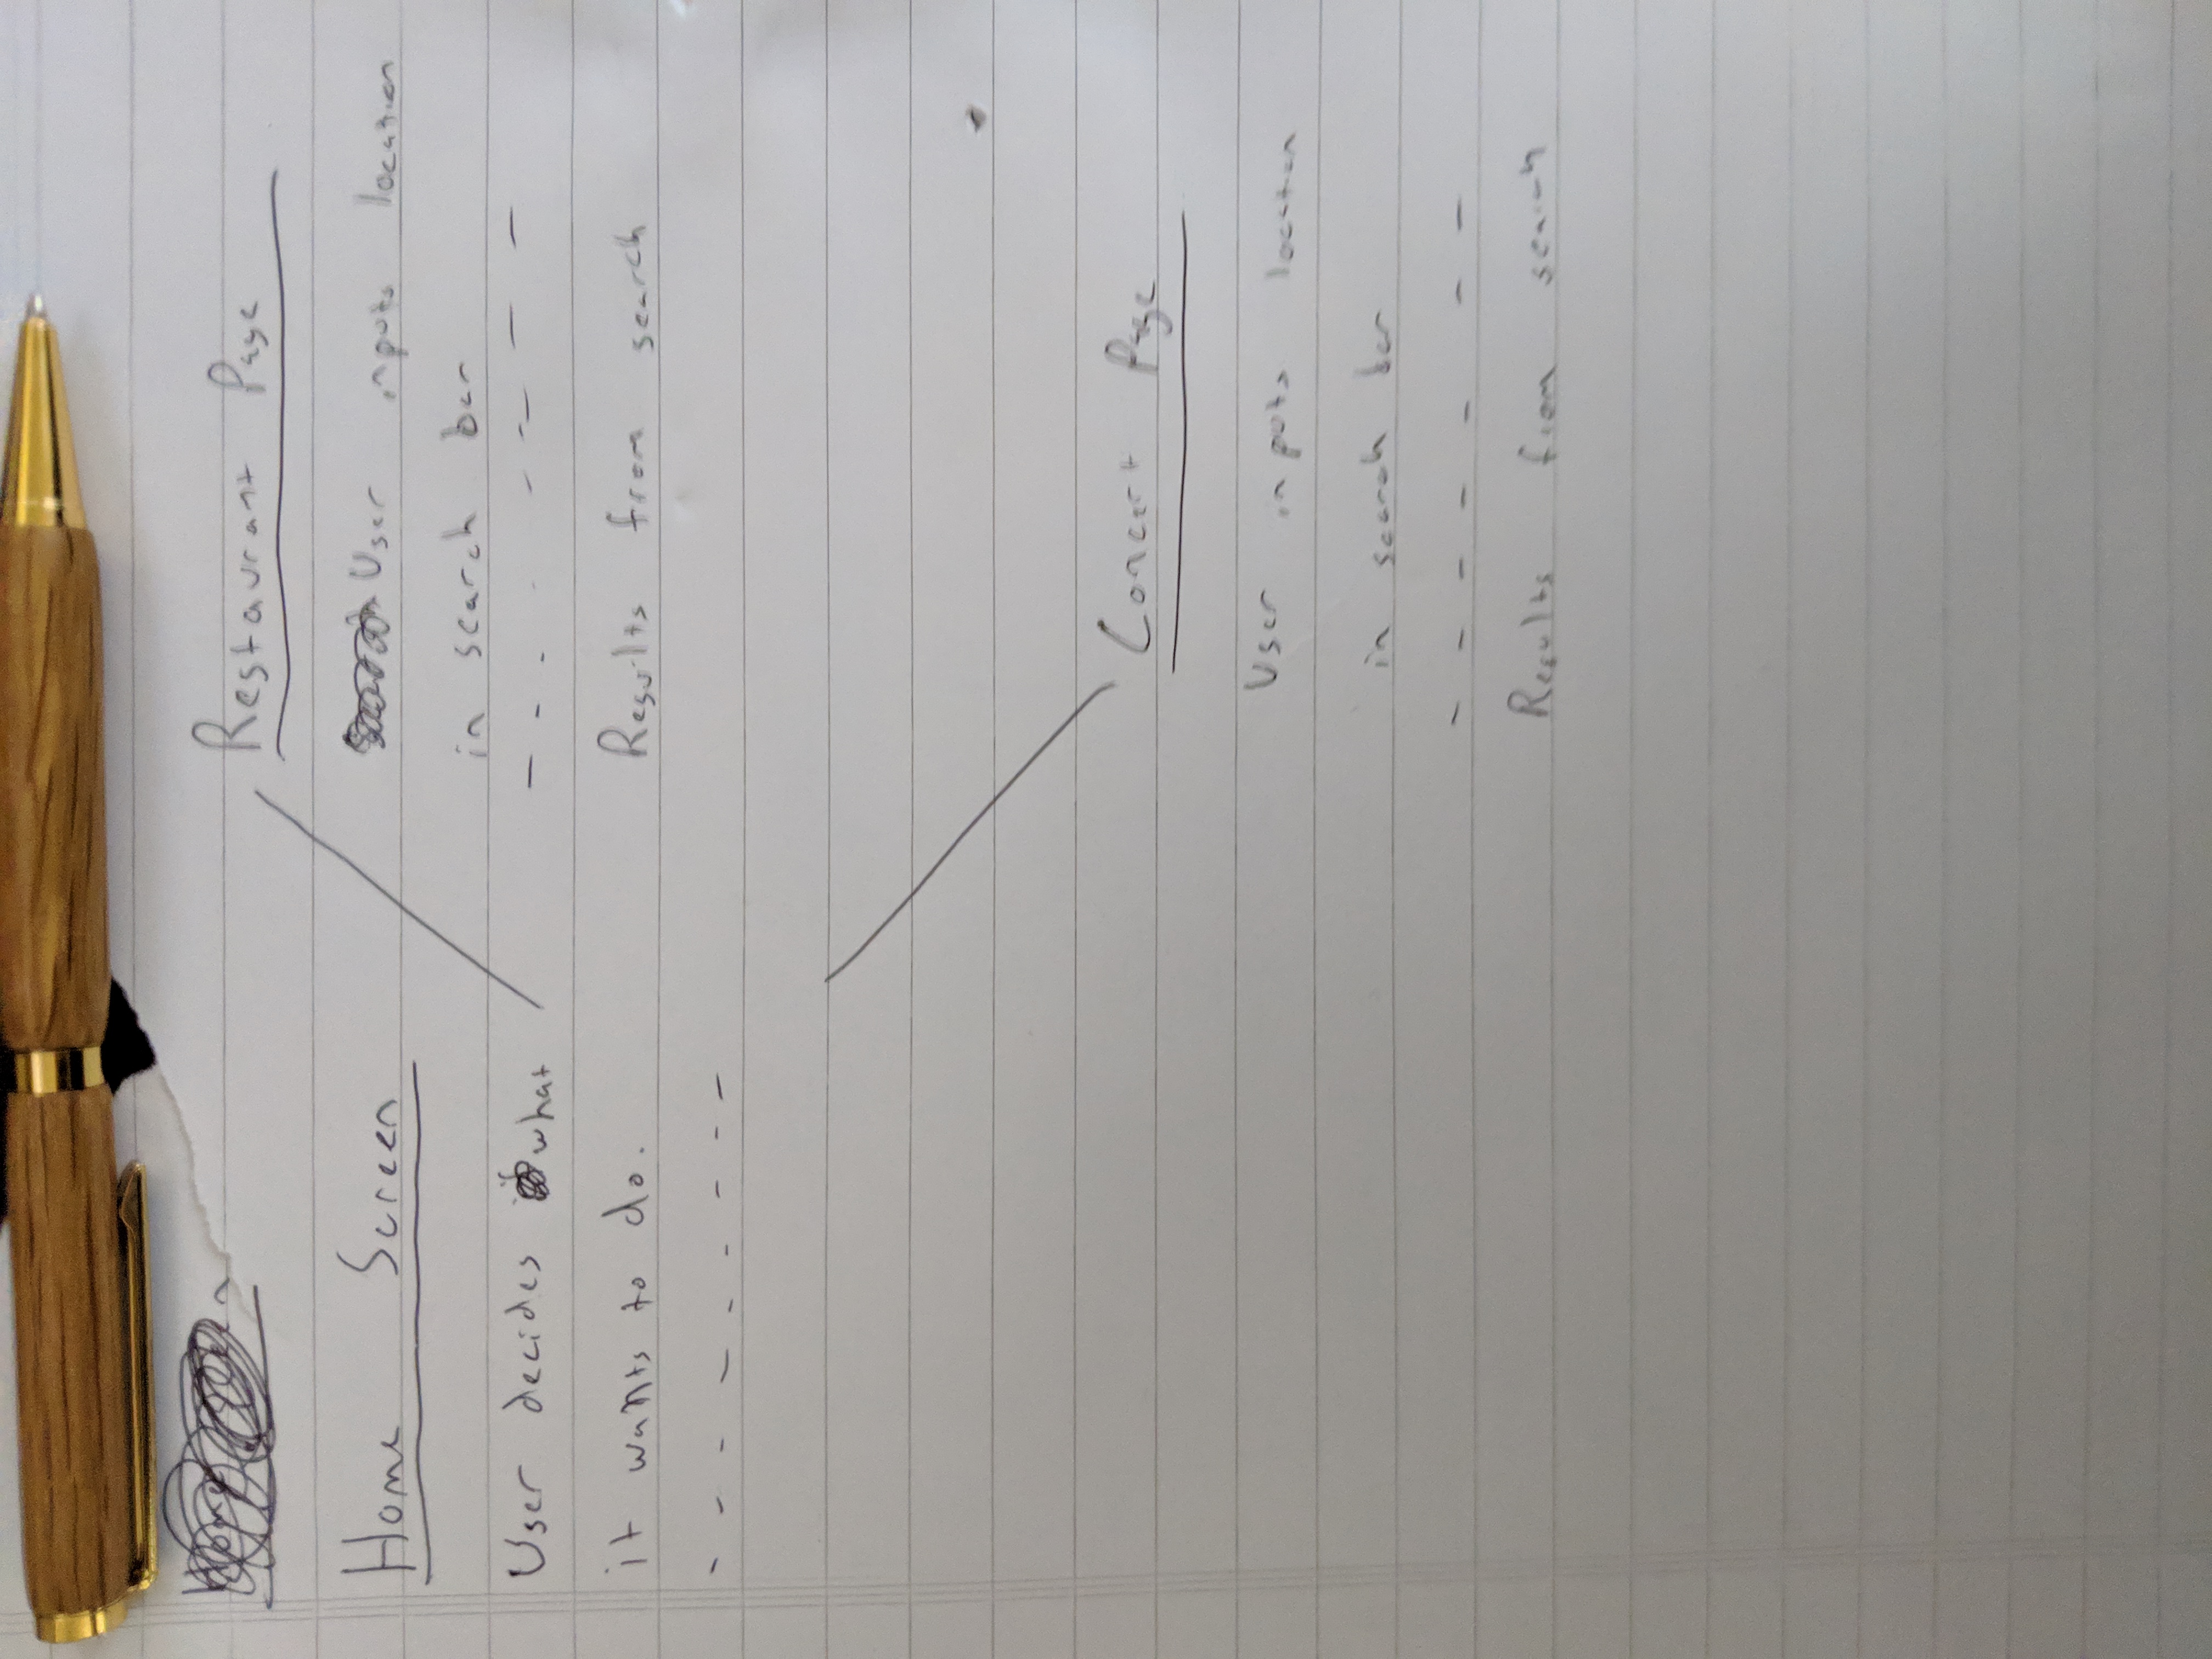 Home Screen
User decides what
it wants to do.
Restaurant Page
User inputs location
in search bar
Results from search
Concert Page
User inputs location
in search bar
Results from search